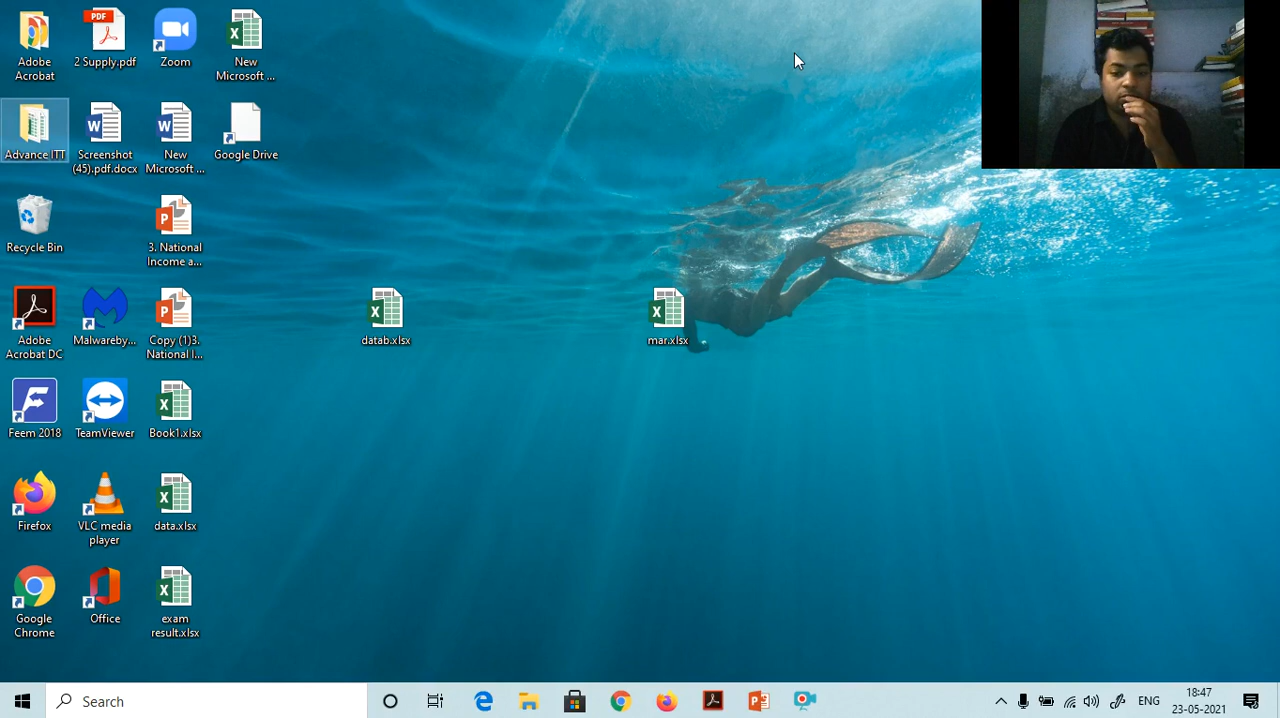 Adobe
Acrobat
PDF
2 Supply.pdf
Zoom
New
Microsoft ...
Advance ITT
Screenshot
(45).pdf.docx
New
Microsoft ...
Google Drive
Recycle Bin
3. National
Income a...
Adobe
Acrobat DC
Malwareby...
Copy (1)3.
National I...
datab.xlsx
mar.xlsx
Feem 2018
TeamViewer
Book1.xlsx
Firefox
VLC media
player
data.xlsx
Google
Chrome
Office
exam
result.xlsx
Search
ENG
18:47
23-05-2021